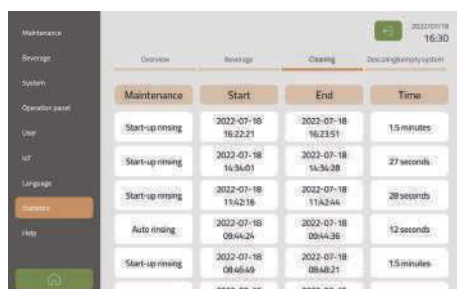 Maintenance
Beverage
System
Operation panel
User
IoT
Language
Statistics
Help
2022/07/18
16:30
Overview
Beverage
Cleaning
Descaling&empty system
Maintenance
Start
End
Time
Start-up rinsing
2022-07-18
16:22:21
2022-07-18
16:23:51
1.5 minutes
Start-up rinsing
2022-07-18
14:34:01
2022-07-18
14:34:28
27 seconds
Start-up rinsing
2022-07-18
11:42:16
2022-07-18
11:42:44
28 seconds
Auto rinsing
2022-07-18
09:44:24
2022-07-18
09:44:36
12 seconds
Start-up rinsing
2022-07-18
08:46:49
2022-07-18
08:48:21
1.5 minutes